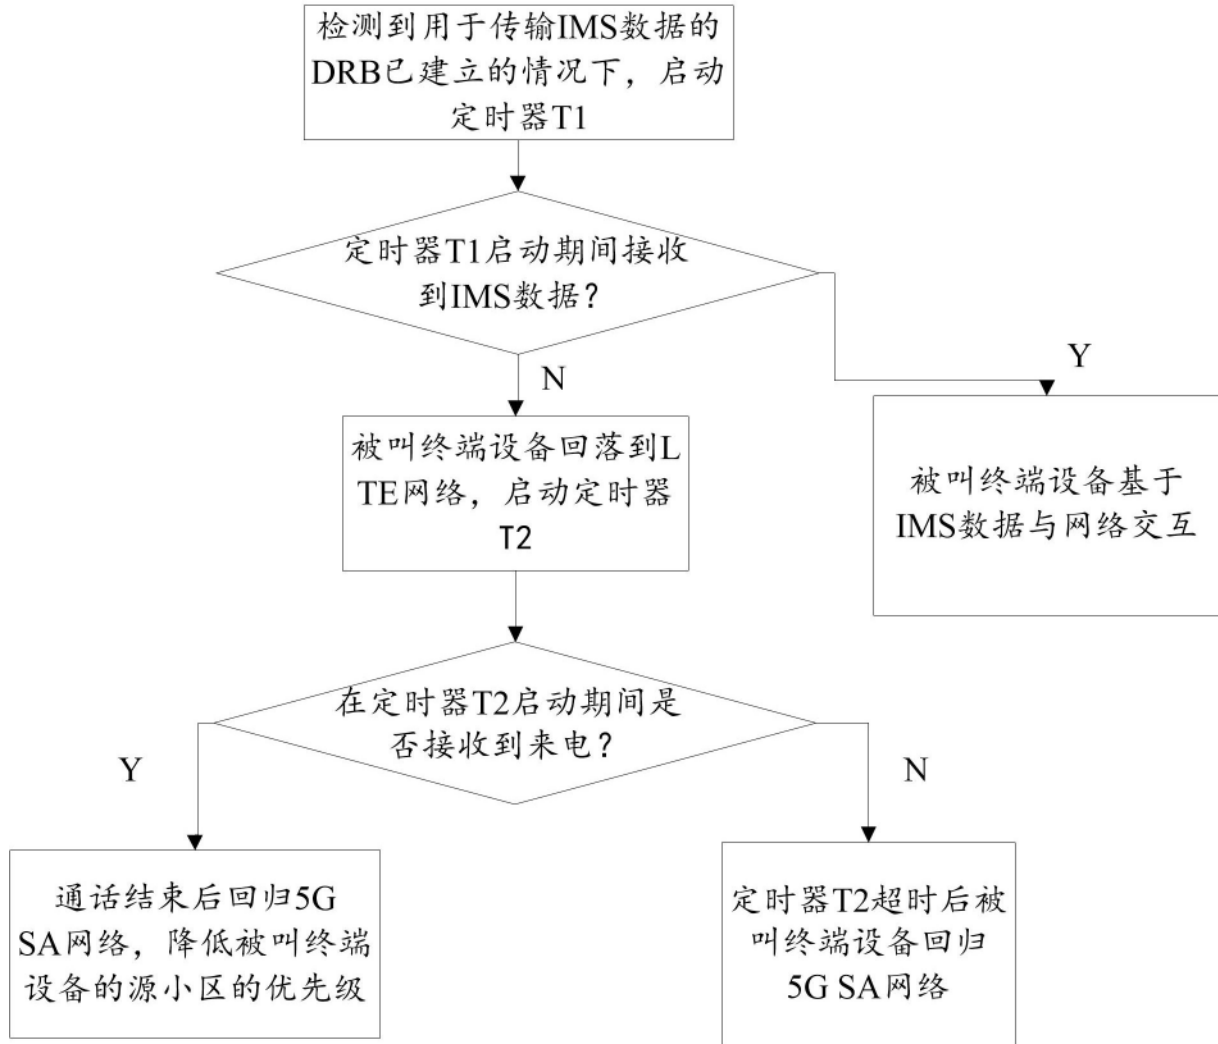 检测到用于传输IMS数据的
DRB已建立的情况下，启动
定时器T1
定时器T1启动期间接收
到IMS数据？
N
Y
被叫终端设备回落到L
TE网络，启动定时器
T2
被叫终端设备基于
IMS数据与网络交互
在定时器T2启动期间是
否接收到来电？
Y
N
通话结束后回归5G
SA网络，降低被叫终端
设备的源小区的优先级
定时器T2超时后被
叫终端设备回归
5G SA网络